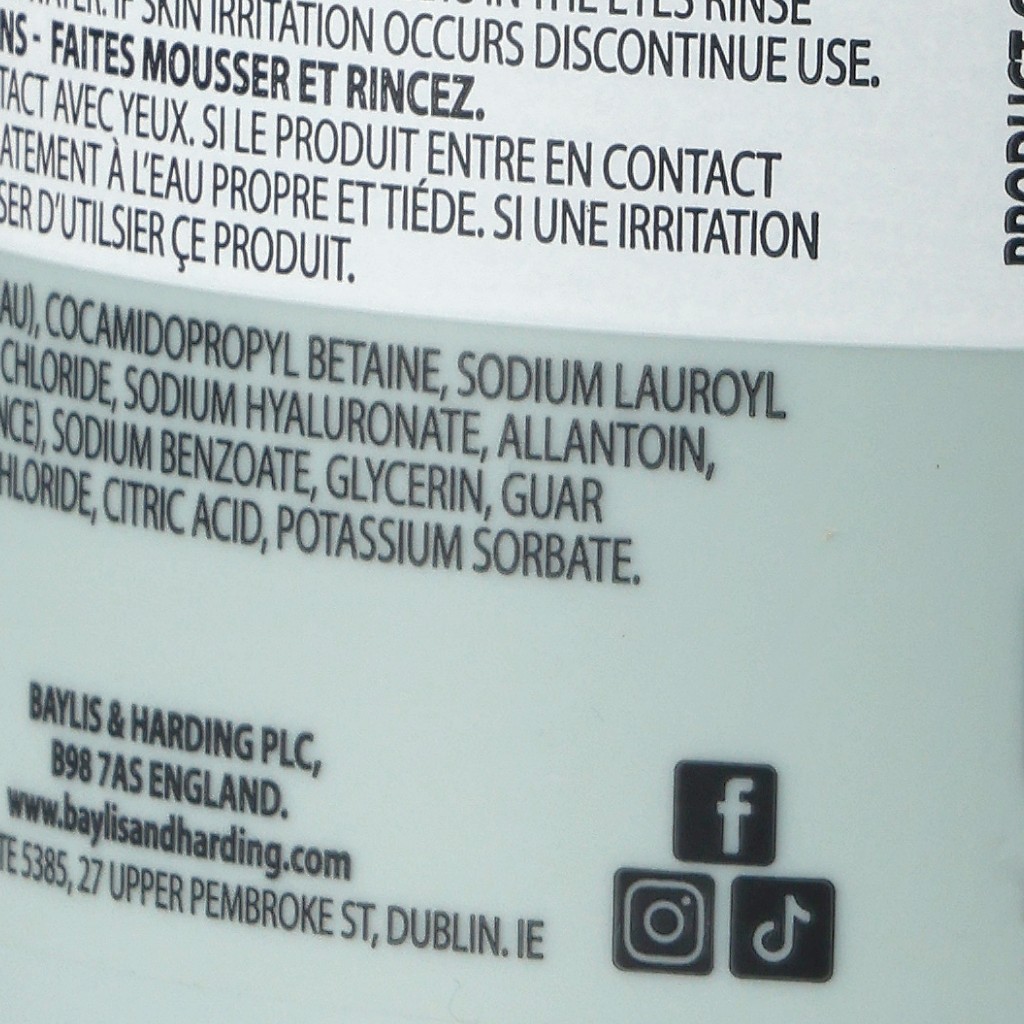 IF SKIN IRRITATION OCCURS DISCONTINUE USE.
NS - FAITES MOUSSER ET RINCEZ.
TACT AVEC YEUX. SI LE PRODUIT ENTRE EN CONTACT
ATEMENT À L'EAU PROPRE ET TIÉDE. SI UNE IRRITATION
SER D'UTILSIER ÇE PRODUIT.
AU), COCAMIDOPROPYL BETAINE, SODIUM LAUROYL
CHLORIDE, SODIUM HYALURONATE, ALLANTOIN,
NCE), SODIUM BENZOATE, GLYCERIN, GUAR
HLORIDE, CITRIC ACID, POTASSIUM SORBATE.
BAYLIS & HARDING PLC,
B98 7AS ENGLAND.
www.baylisandharding.com
TE 5385, 27 UPPER PEMBROKE ST, DUBLIN. IE
PRODUCT